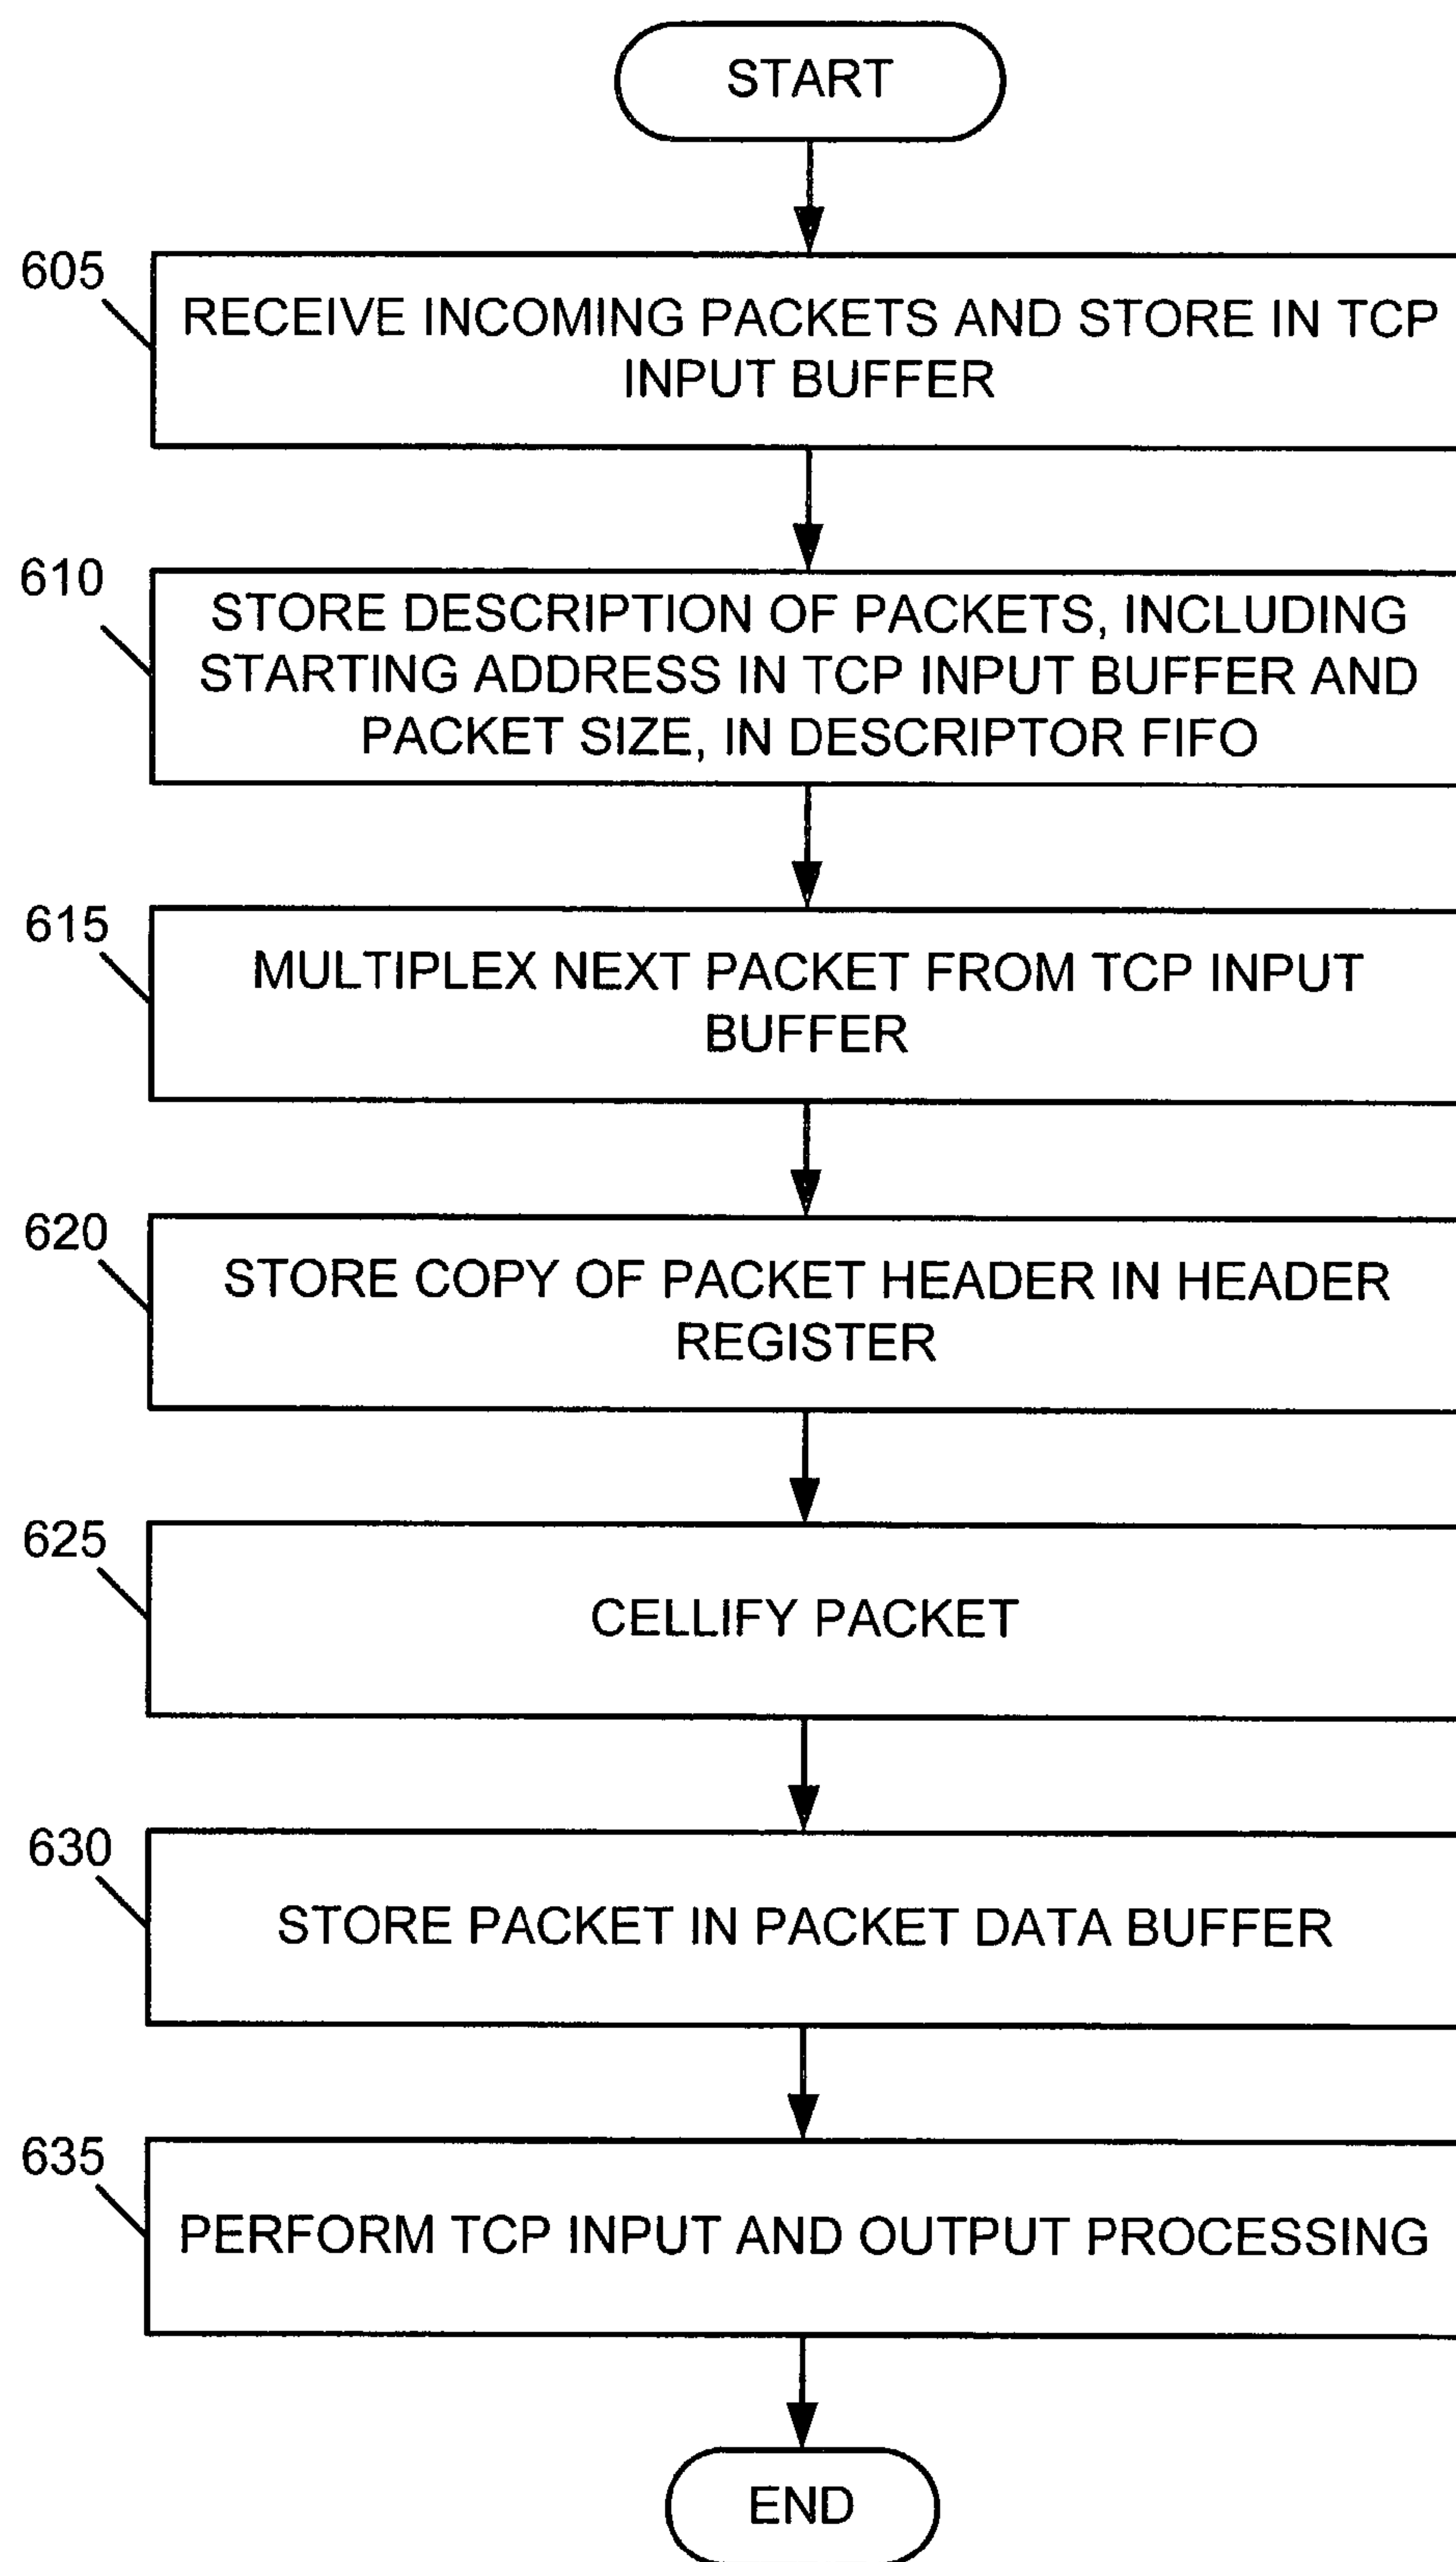 START
605
RECEIVE INCOMING PACKETS AND STORE IN TCP
INPUT BUFFER
610
STORE DESCRIPTION OF PACKETS, INCLUDING
STARTING ADDRESS IN TCP INPUT BUFFER AND
PACKET SIZE, IN DESCRIPTOR FIFO
615
MULTIPLEX NEXT PACKET FROM TCP INPUT
BUFFER
620
STORE COPY OF PACKET HEADER IN HEADER
REGISTER
625
CELLIFY PACKET
630
STORE PACKET IN PACKET DATA BUFFER
635
PERFORM TCP INPUT AND OUTPUT PROCESSING
END